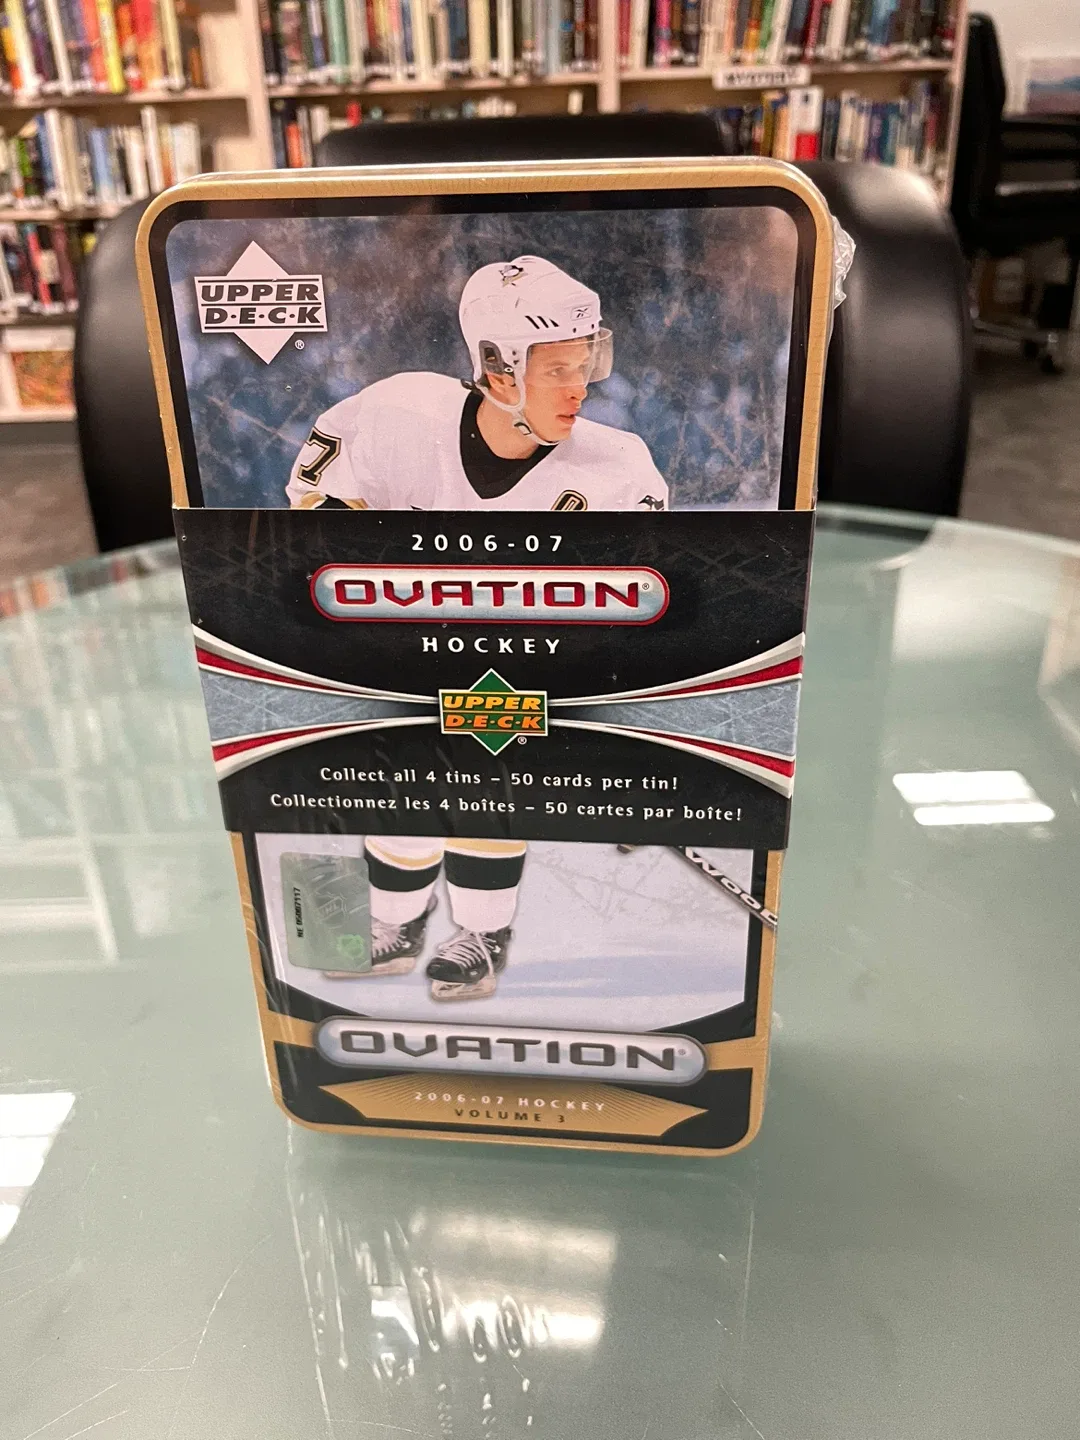 UPPER
D·E·C·K
®
7
2006-07
OVATION®
HOCKEY
UPPER
D·E·C·K
®
Collect all 4 tins – 50 cards per tin!
Collectionnez les 4 boîtes – 50 cartes par boîte!
OVATION®
2006-07 HOCKEY
VOLUME 3